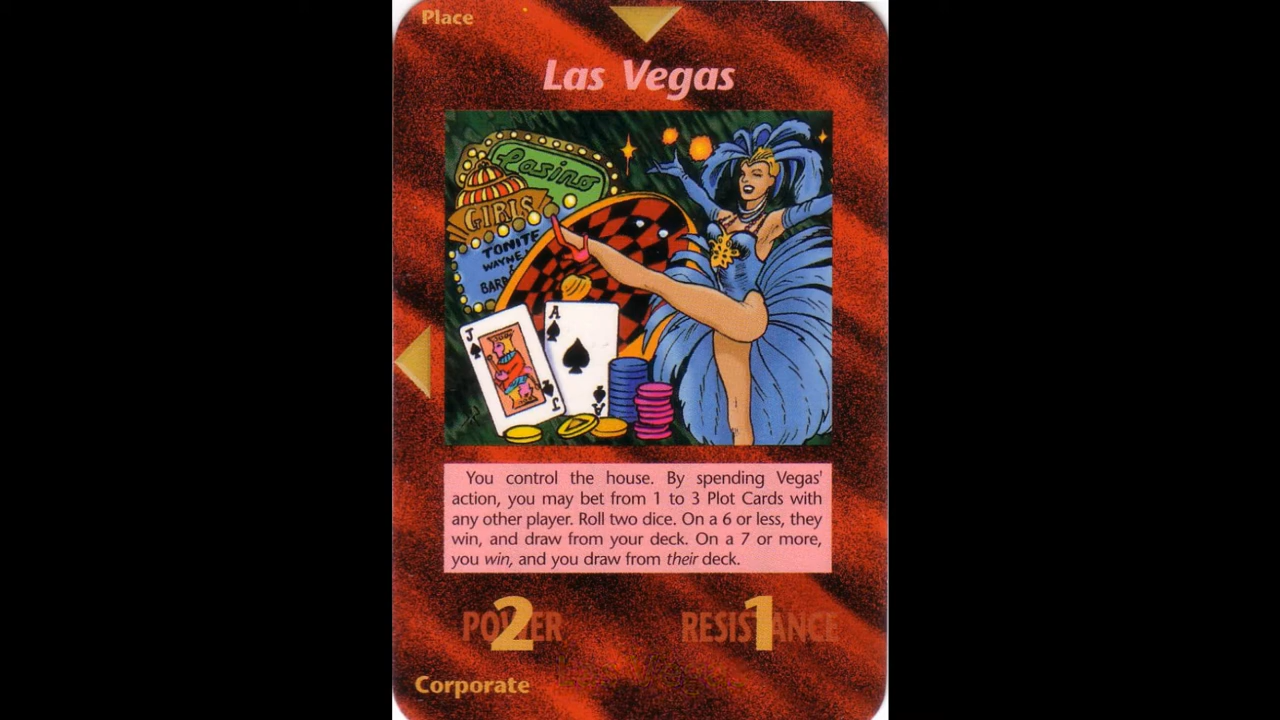 Place
Las Vegas
Casino
GIRLS
TONITE
WAYNE
&
BARB
J
A
J
A
You control the house. By spending Vegas'
action, you may bet from 1 to 3 Plot Cards with
any other player. Roll two dice. On a 6 or less, they
win, and draw from your deck. On a 7 or more,
you win, and you draw from their deck.
POWER 2
RESISTANCE 1
Corporate